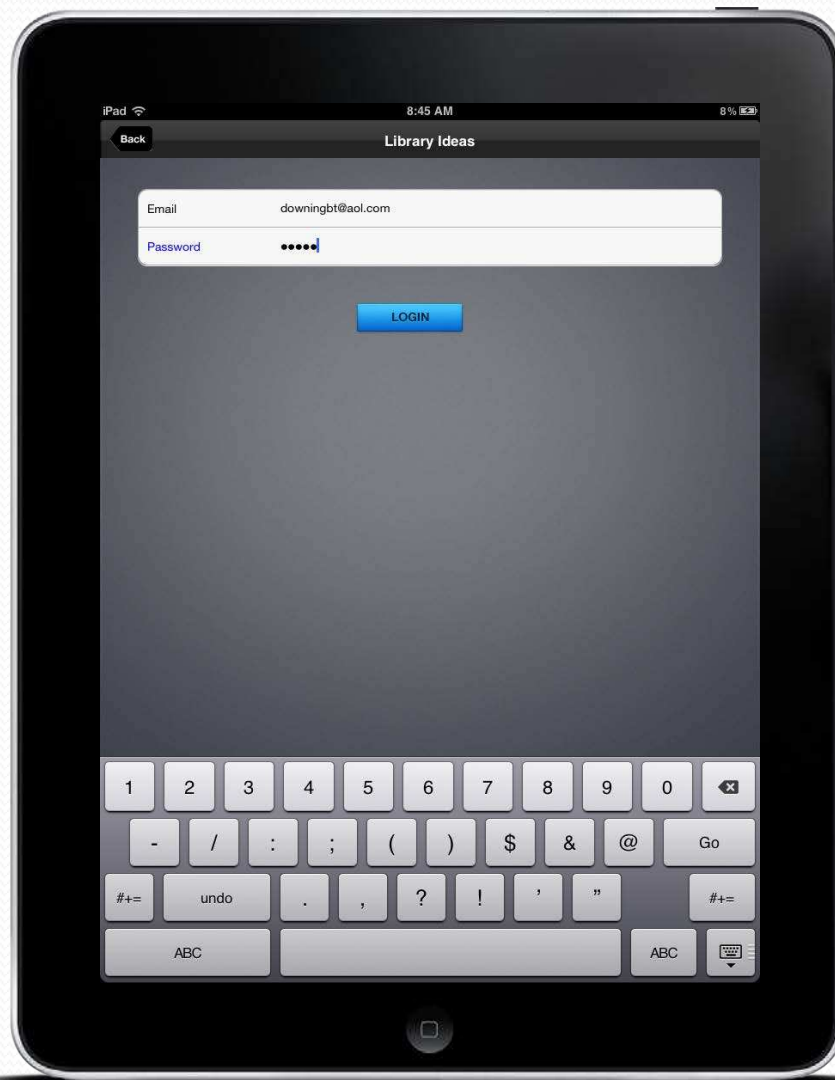 iPad 8:45 AM 8%
Back Library Ideas
Email downingbt@aol.com
Password •••••
LOGIN
1 2 3 4 5 6 7 8 9 0
- / : ; ( ) $ & @ Go
#+= undo . , ? ! ' " #+=
ABC ABC